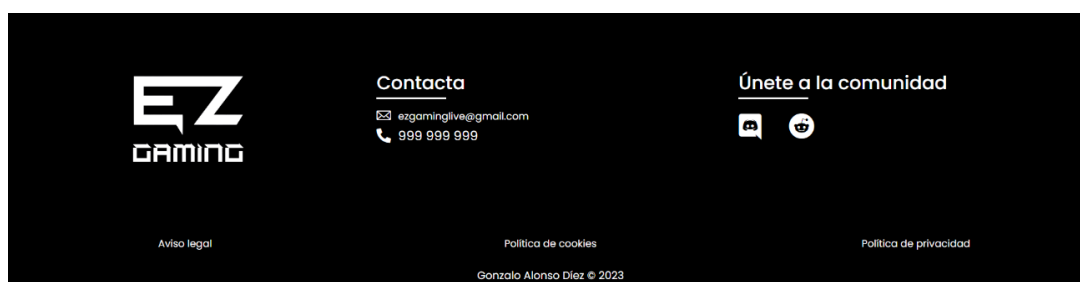 EZ
GAMING
Contacta
ezgaminglive@gmail.com
999 999 999
Únete a la comunidad
Aviso legal
Política de cookies
Política de privacidad
Gonzalo Alonso Díez © 2023